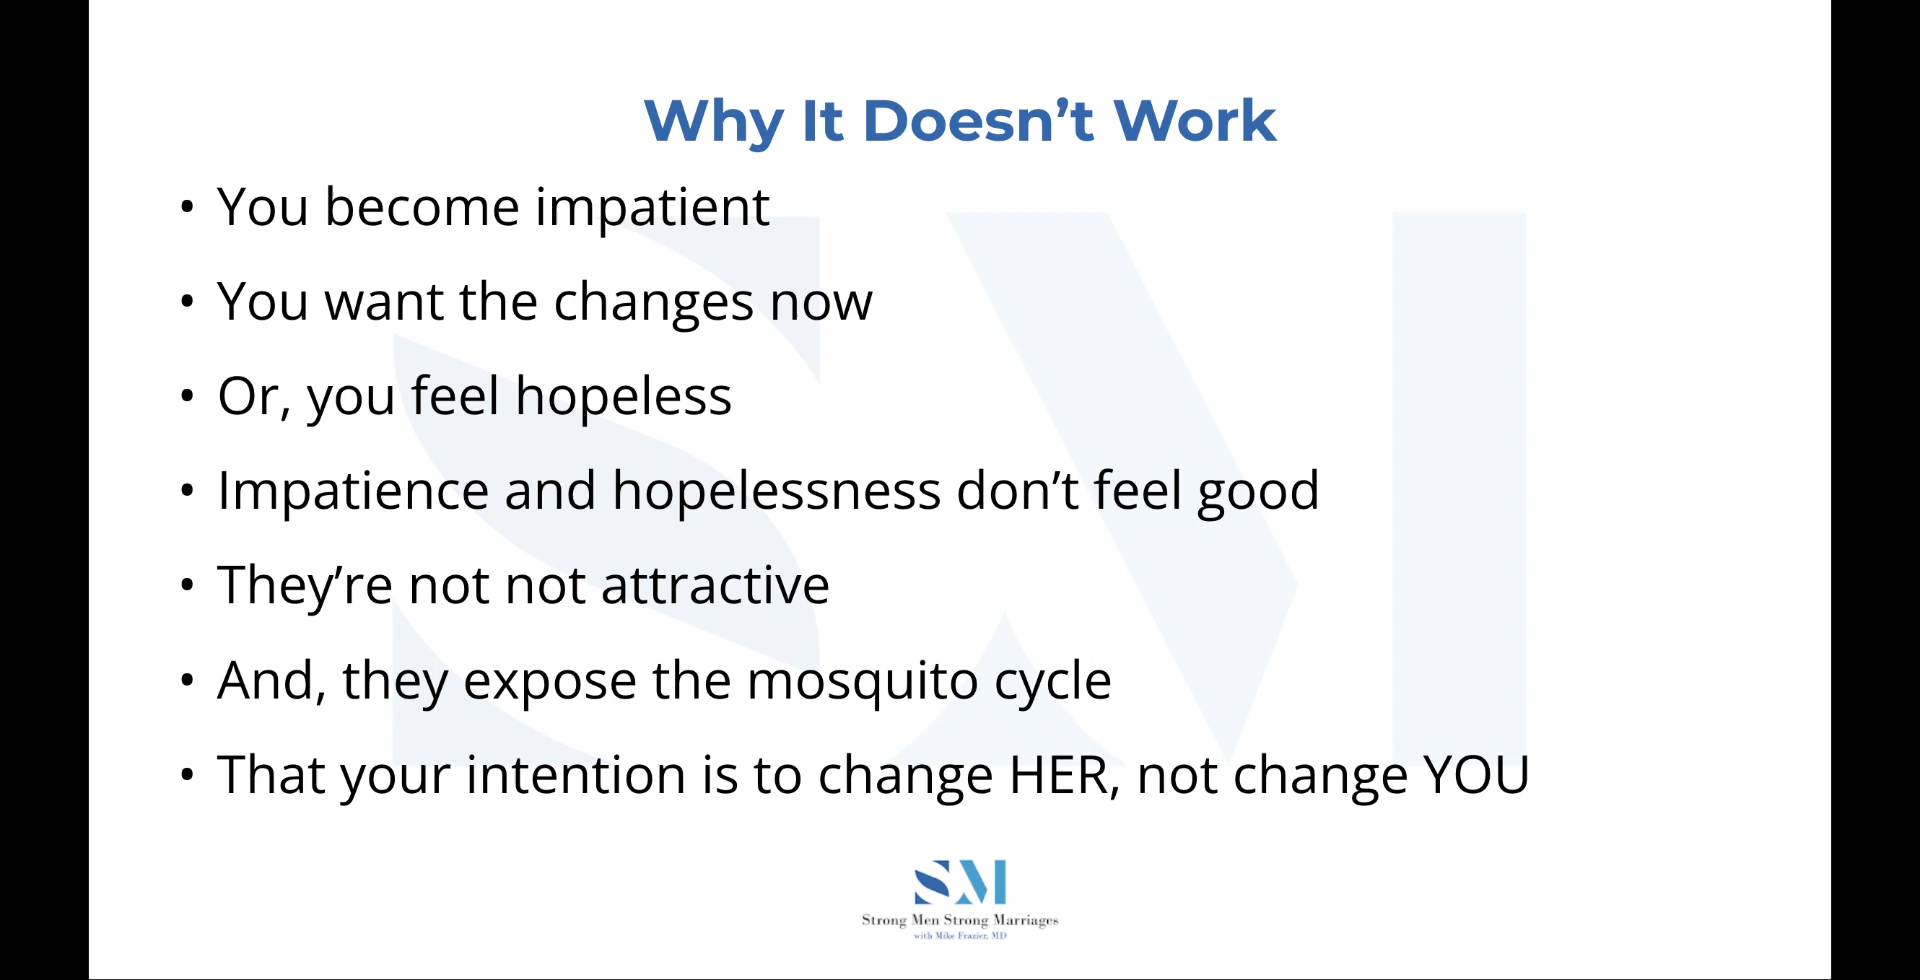 Why It Doesn’t Work
• You become impatient
• You want the changes now
• Or, you feel hopeless
• Impatience and hopelessness don’t feel good
• They’re not not attractive
• And, they expose the mosquito cycle
• That your intention is to change HER, not change YOU
SM
Strong Men Strong Marriages
with Mike Frazier, MD